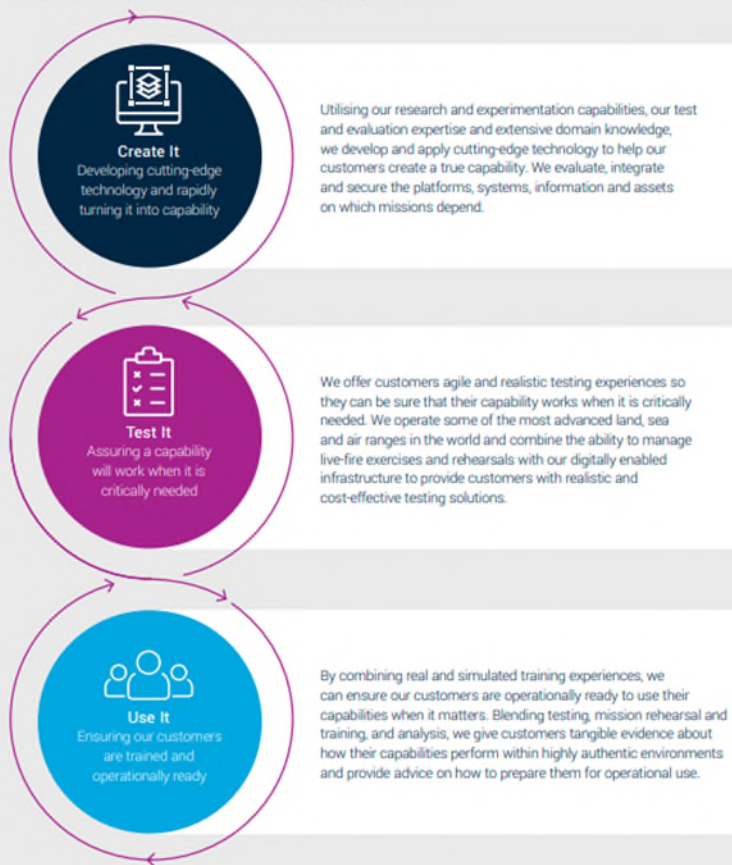 Create It
Developing cutting-edge
technology and rapidly
turning it into capability
Utilising our research and experimentation capabilities, our test
and evaluation expertise and extensive domain knowledge,
we develop and apply cutting-edge technology to help our
customers create a true capability. We evaluate, integrate
and secure the platforms, systems, information and assets
on which missions depend.
Test It
Assuring a capability
will work when it is
critically needed
We offer customers agile and realistic testing experiences so
they can be sure that their capability works when it is critically
needed. We operate some of the most advanced land, sea
and air ranges in the world and combine the ability to manage
live-fire exercises and rehearsals with our digitally enabled
infrastructure to provide customers with realistic and
cost-effective testing solutions.
Use It
Ensuring our customers
are trained and
operationally ready
By combining real and simulated training experiences, we
can ensure our customers are operationally ready to use their
capabilities when it matters. Blending testing, mission rehearsal and
training, and analysis, we give customers tangible evidence about
how their capabilities perform within highly authentic environments
and provide advice on how to prepare them for operational use.